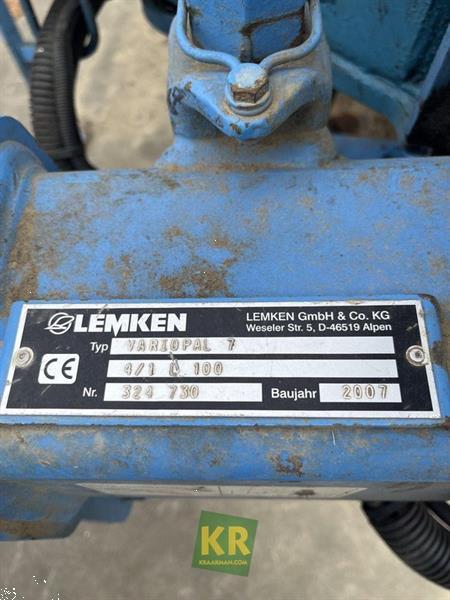 LEMKEN
LEMKEN GmbH & Co. KG
Weseler Str. 5, D-46519 Alpen
Typ VARIOPAL 7
CE 4/1 L 100
Nr. 324 730 Baujahr 2007
KR
KRAAKMAN.COM